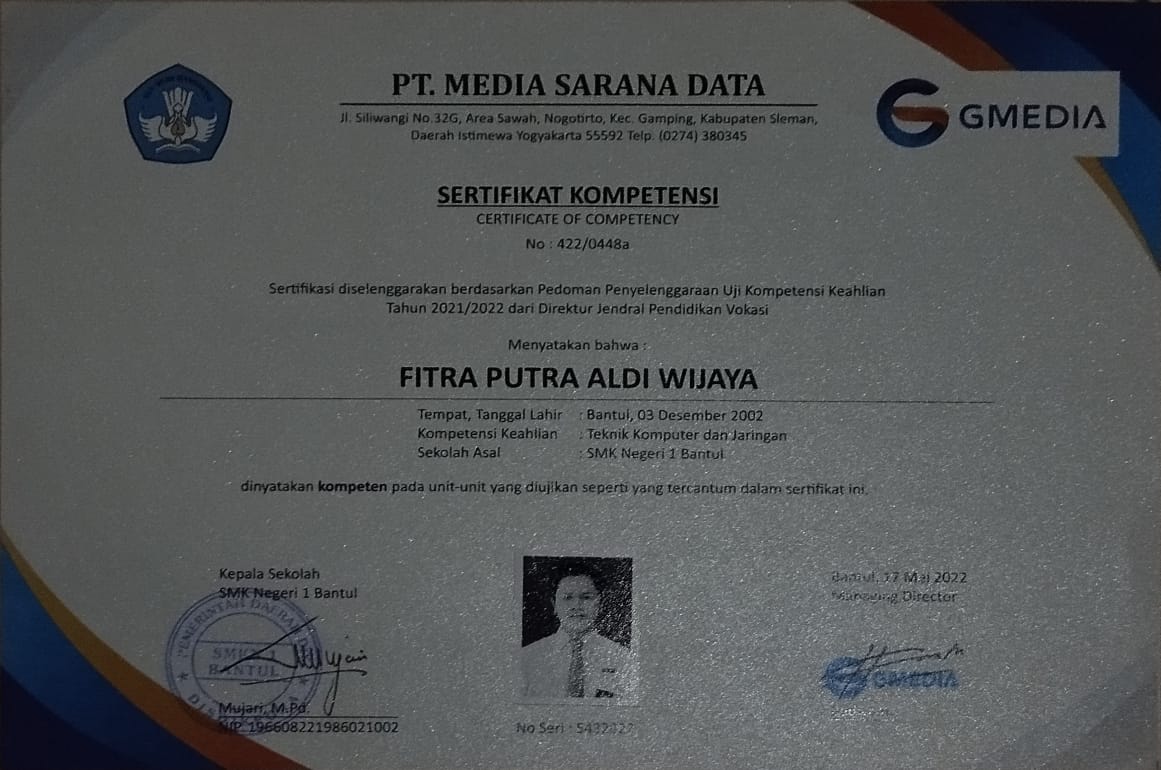 PT. MEDIA SARANA DATA
Jl. Siliwangi No.32G, Area Sawah, Nogotirto, Kec. Gamping, Kabupaten Sleman,
Daerah Istimewa Yogyakarta 55592 Telp. (0274) 380345
GMEDIA
SERTIFIKAT KOMPETENSI
CERTIFICATE OF COMPETENCY
No : 422/0448a
Sertifikasi diselenggarakan berdasarkan Pedoman Penyelenggaraan Uji Kompetensi Keahlian
Tahun 2021/2022 dari Direktur Jendral Pendidikan Vokasi
Menyatakan bahwa :
FITRA PUTRA ALDI WIJAYA
Tempat, Tanggal Lahir : Bantul, 03 Desember 2002
Kompetensi Keahlian : Teknik Komputer dan Jaringan
Sekolah Asal : SMK Negeri 1 Bantul
dinyatakan kompeten pada unit-unit yang diujikan seperti yang tercantum dalam sertifikat ini.
Kepala Sekolah
SMK Negeri 1 Bantul
PEMERINTAH DAERAH
SMKN 1
BANTUL
Mujari, M.Pd.
NIP. 196608221986021002
No Seri :
Bantul, 17 Mei 2022
Managing Director
GMEDIA